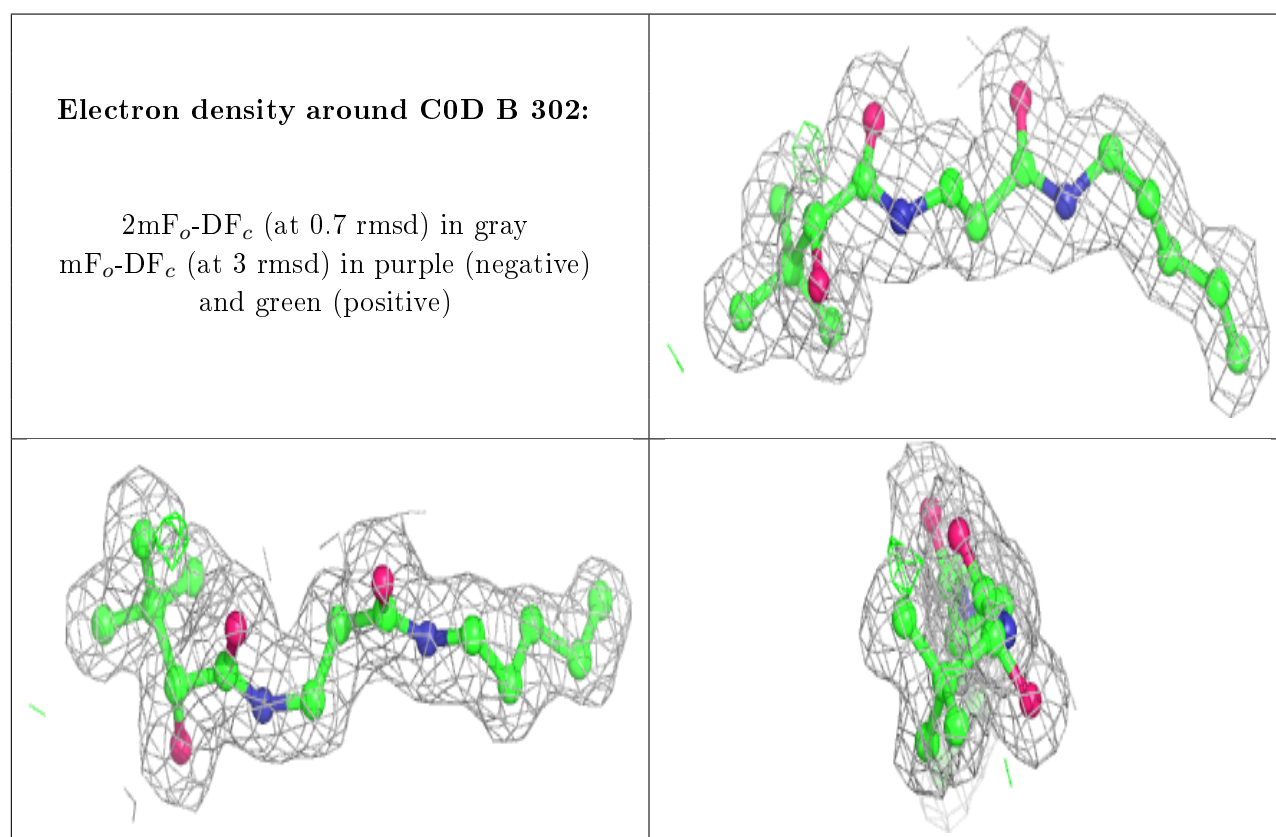 Electron density around C0D B 302:
2mFo-DFc (at 0.7 rmsd) in gray
mFo-DFc (at 3 rmsd) in purple (negative)
and green (positive)